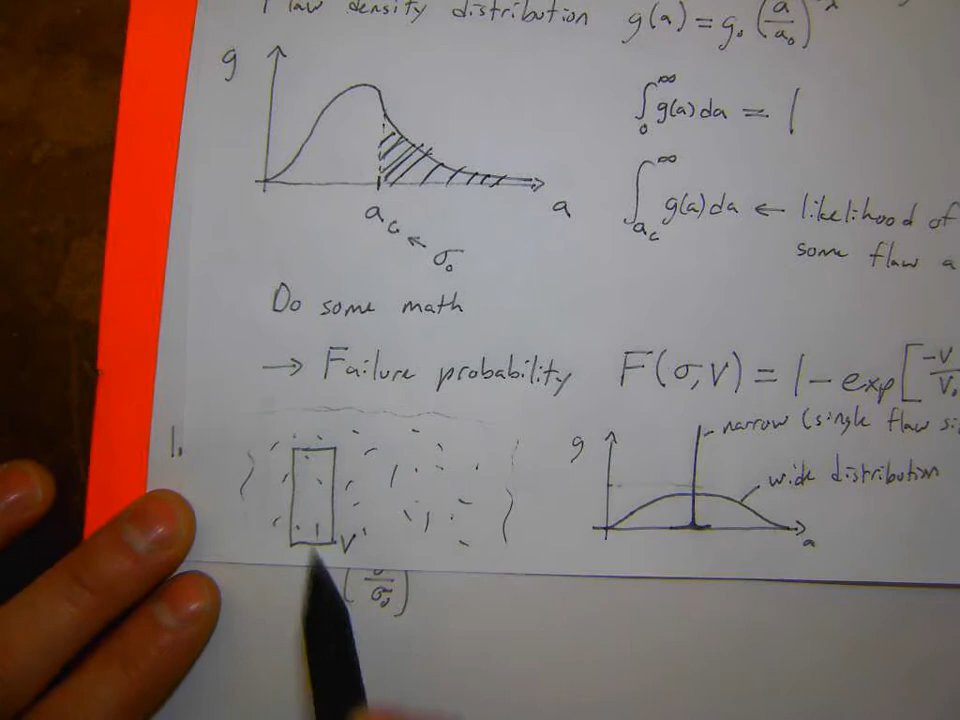 Flaw density distribution g(a) = g₀ (a/a₀)
g
∫₀^∞ g(a)da = 1
∫_{a_c}^∞ g(a)da ← likelihood of
some flaw a
a
a_c ← σ₀
Do some math
→ Failure probability F(σ,V) = 1 - exp[-V/V₀
1.
g
narrow (single flaw si
wide distribution
V
a
σ₀